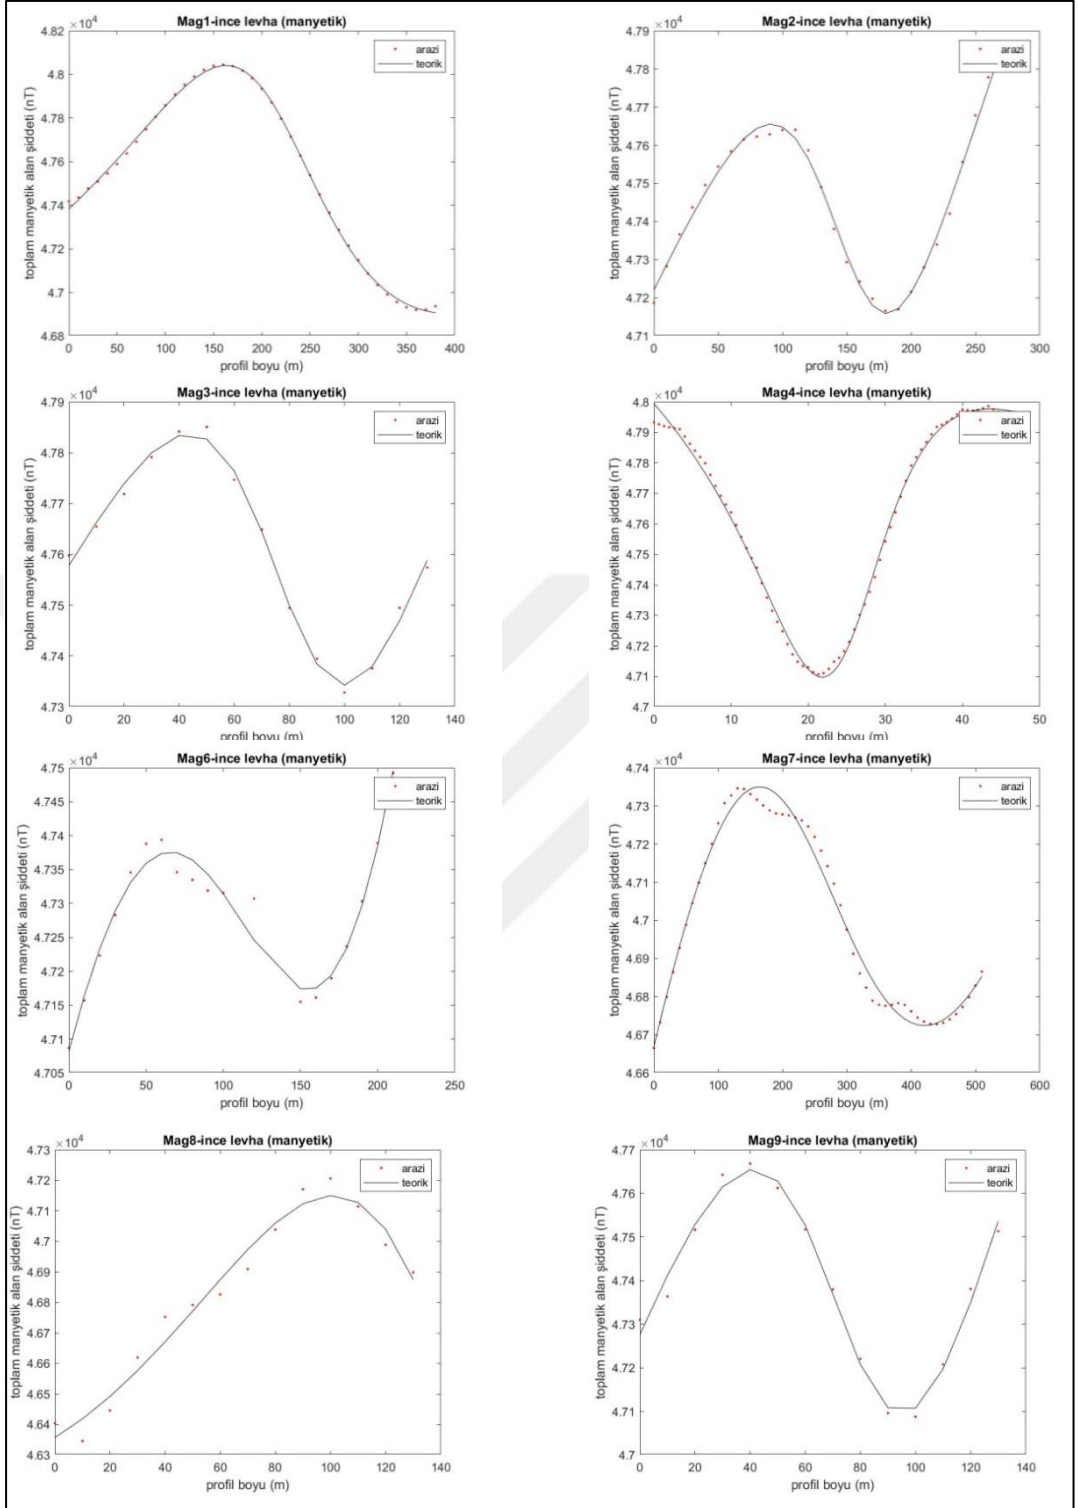 Mag1-ince levha (manyetik)
×10^4
4.82
4.8
4.78
4.76
4.74
4.72
4.7
4.68
toplam manyetik alan şiddeti (nT)
arazi
teorik
0 50 100 150 200 250 300 350 400
profil boyu (m)
Mag2-ince levha (manyetik)
×10^4
4.79
4.78
4.77
4.76
4.75
4.74
4.73
4.72
4.71
toplam manyetik alan şiddeti (nT)
arazi
teorik
0 50 100 150 200 250 300
profil boyu (m)
Mag3-ince levha (manyetik)
×10^4
4.79
4.78
4.77
4.76
4.75
4.74
4.73
toplam manyetik alan şiddeti (nT)
arazi
teorik
0 20 40 60 80 100 120 140
profil boyu (m)
Mag4-ince levha (manyetik)
×10^4
4.8
4.79
4.78
4.77
4.76
4.75
4.74
4.73
4.72
4.71
4.7
toplam manyetik alan şiddeti (nT)
arazi
teorik
0 10 20 30 40 50
profil boyu (m)
Mag6-ince levha (manyetik)
×10^4
4.75
4.745
4.74
4.735
4.73
4.725
4.72
4.715
4.71
4.705
toplam manyetik alan şiddeti (nT)
arazi
teorik
0 50 100 150 200 250
profil boyu (m)
Mag7-ince levha (manyetik)
×10^4
4.74
4.73
4.72
4.71
4.7
4.69
4.68
4.67
4.66
toplam manyetik alan şiddeti (nT)
arazi
teorik
0 100 200 300 400 500 600
profil boyu (m)
Mag8-ince levha (manyetik)
×10^4
4.73
4.72
4.71
4.7
4.69
4.68
4.67
4.66
4.65
4.64
4.63
toplam manyetik alan şiddeti (nT)
arazi
teorik
0 20 40 60 80 100 120 140
profil boyu (m)
Mag9-ince levha (manyetik)
×10^4
4.77
4.76
4.75
4.74
4.73
4.72
4.71
4.7
toplam manyetik alan şiddeti (nT)
arazi
teorik
0 20 40 60 80 100 120 140
profil boyu (m)